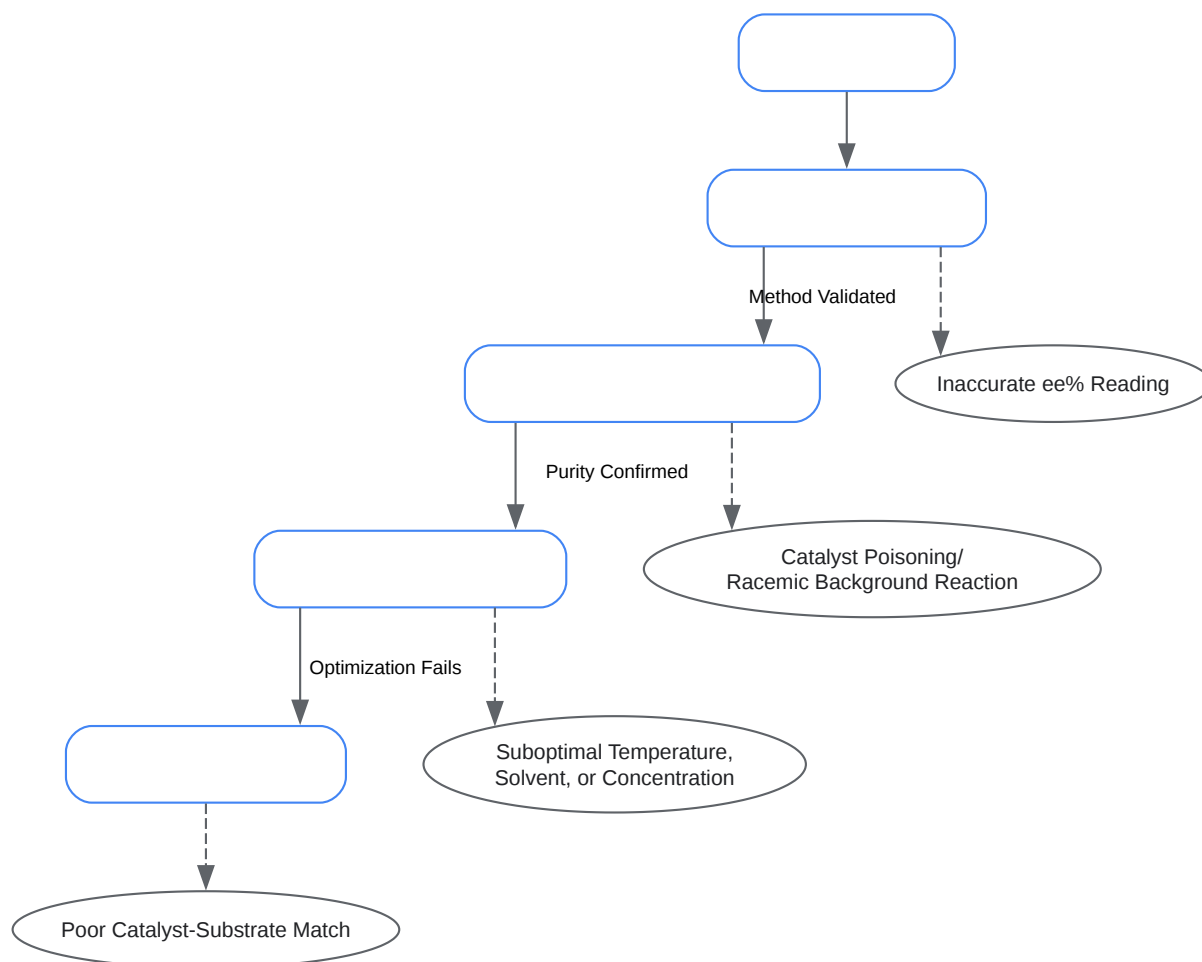 Method Validated
Inaccurate ee% Reading
Purity Confirmed
Catalyst Poisoning/
Racemic Background Reaction
Optimization Fails
Suboptimal Temperature,
Solvent, or Concentration
Poor Catalyst-Substrate Match